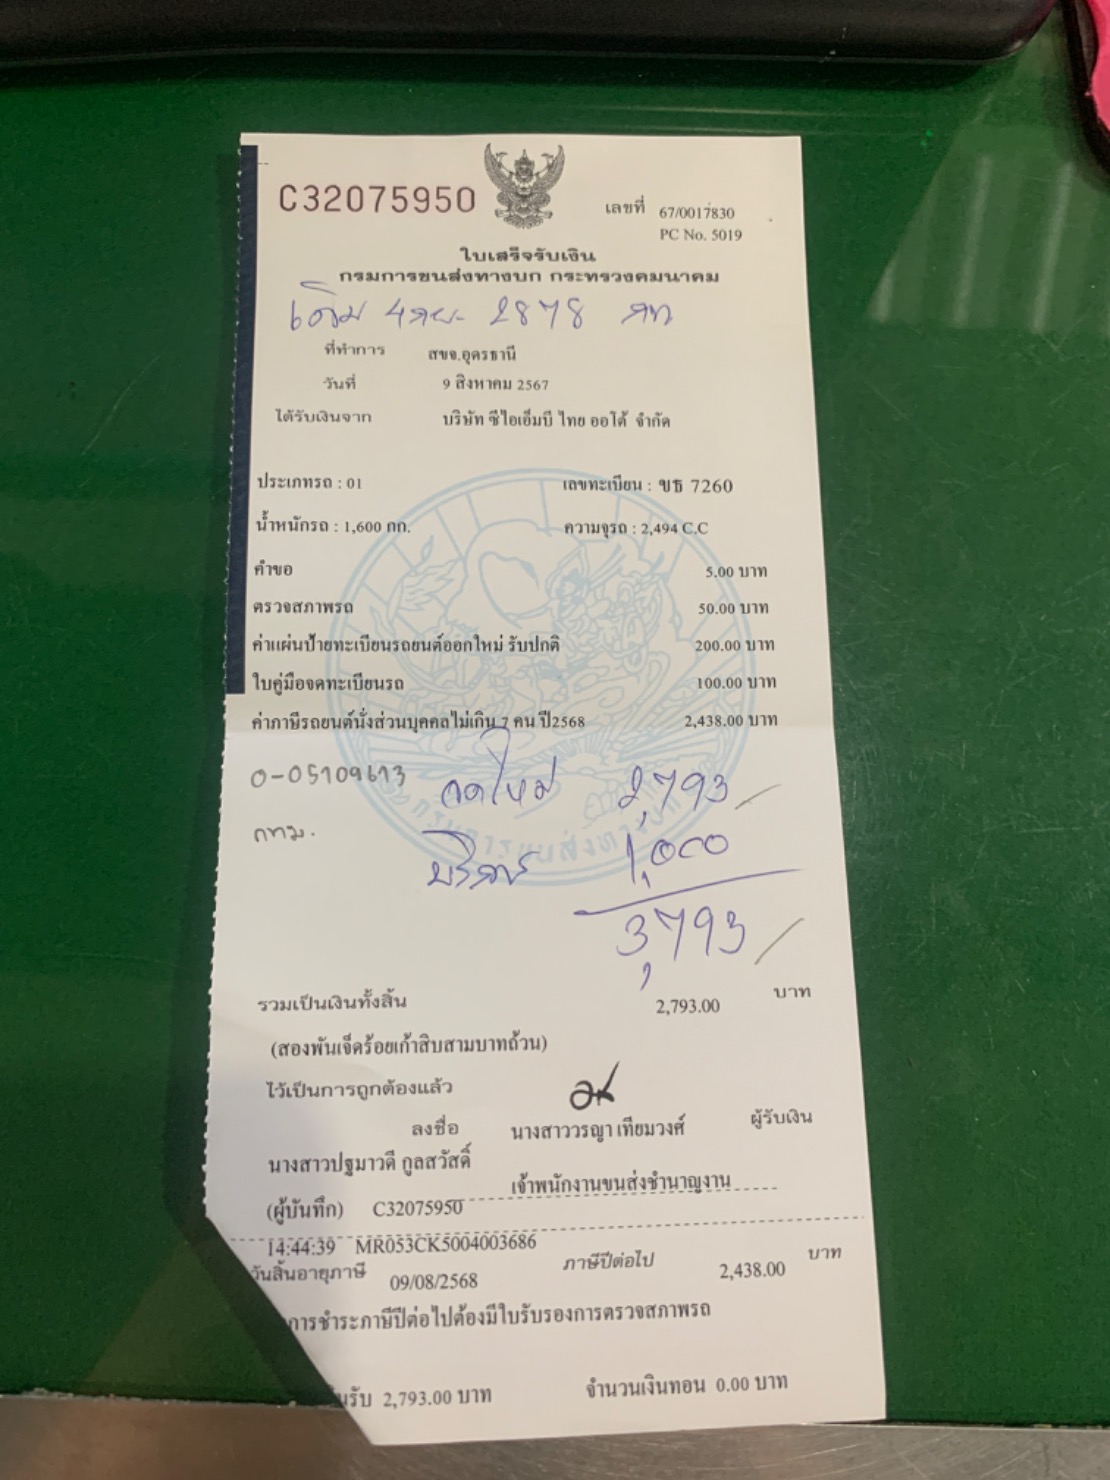 C32075950
เลขที่ 67/0017830
PC No. 5019
ใบเสร็จรับเงิน
กรมการขนส่งทางบก กระทรวงคมนาคม
เดิม 2878 กท
ที่ทำการ สขจ.อุดรธานี
วันที่ 9 สิงหาคม 2567
ได้รับเงินจาก บริษัท ซีไอเอ็มบี ไทย ออโต้ จำกัด
ประเภทรถ : 01 เลขทะเบียน : ขธ 7260
น้ำหนักรถ : 1,600 กก. ความจุรถ : 2,494 C.C
คำขอ 5.00 บาท
ตรวจสภาพรถ 50.00 บาท
ค่าแผ่นป้ายทะเบียนรถยนต์ออกใหม่ รับปกติ 200.00 บาท
ใบคู่มือจดทะเบียนรถ 100.00 บาท
ค่าภาษีรถยนต์นั่งส่วนบุคคลไม่เกิน 7 คน ปี2568 2,438.00 บาท
0-05109613 จดใหม่ 2,793
กทม. บริการ 1,000
3,793
รวมเป็นเงินทั้งสิ้น 2,793.00 บาท
(สองพันเจ็ดร้อยเก้าสิบสามบาทถ้วน)
ไว้เป็นการถูกต้องแล้ว
ลงชื่อ นางสาววรญา เทียมวงศ์ ผู้รับเงิน
นางสาวปฐมาวดี กูลสวัสดิ์
เจ้าพนักงานขนส่งชำนาญงาน
(ผู้บันทึก) C32075950
14:44:39 MR053CK5004003686
วันสิ้นอายุภาษี 09/08/2568 ภาษีปีต่อไป 2,438.00 บาท
การชำระภาษีปีต่อไปต้องมีใบรับรองการตรวจสภาพรถ
รับ 2,793.00 บาท จำนวนเงินทอน 0.00 บาท